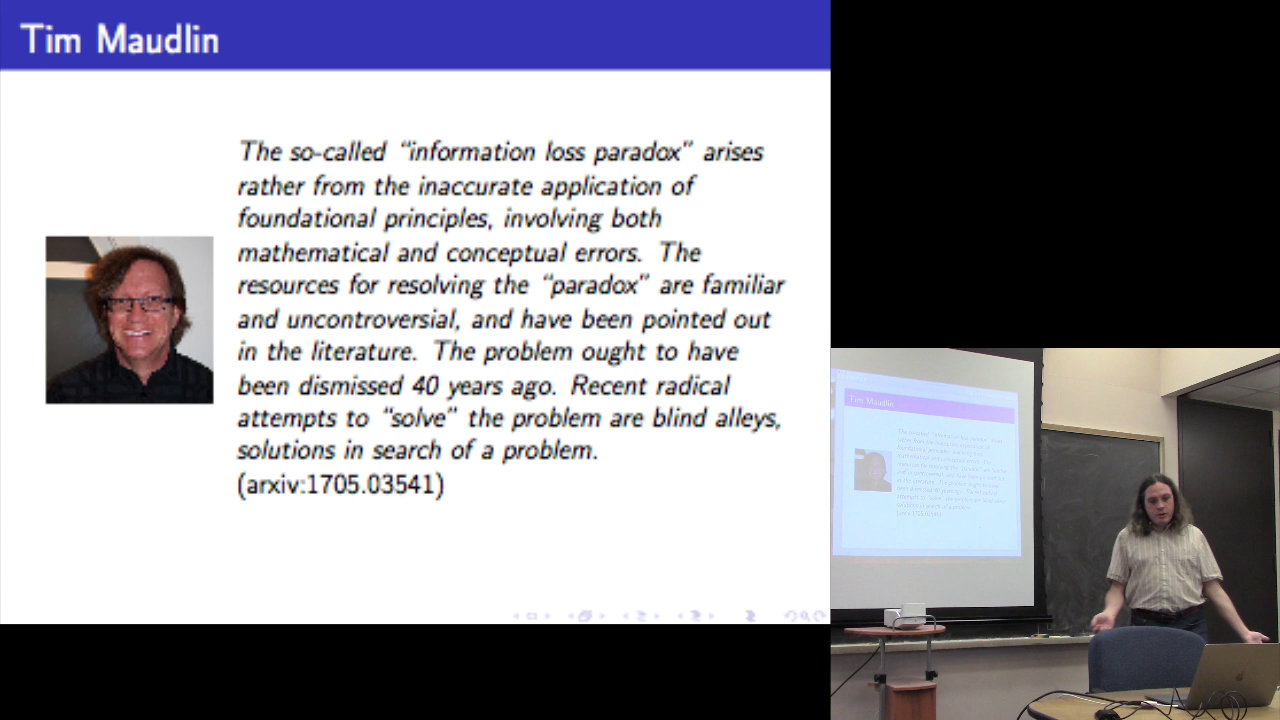 Tim Maudlin
The so-called “information loss paradox” arises
rather from the inaccurate application of
foundational principles, involving both
mathematical and conceptual errors. The
resources for resolving the “paradox” are familiar
and uncontroversial, and have been pointed out
in the literature. The problem ought to have
been dismissed 40 years ago. Recent radical
attempts to “solve” the problem are blind alleys,
solutions in search of a problem.
(arxiv:1705.03541)
Tim Maudlin